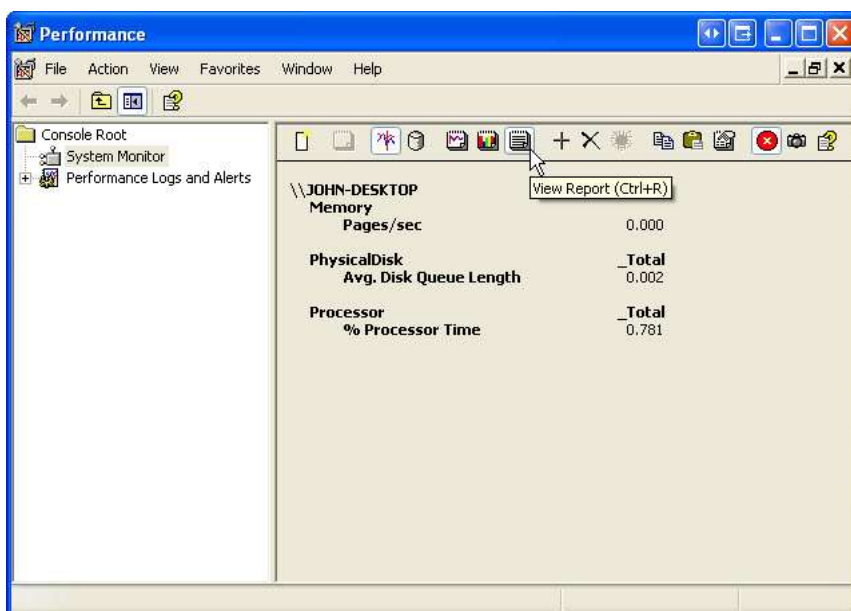 Performance
File Action View Favorites Window Help
Console Root
System Monitor
Performance Logs and Alerts
View Report (Ctrl+R)
\\JOHN-DESKTOP
Memory
Pages/sec 0.000
PhysicalDisk _Total
Avg. Disk Queue Length 0.002
Processor _Total
% Processor Time 0.781